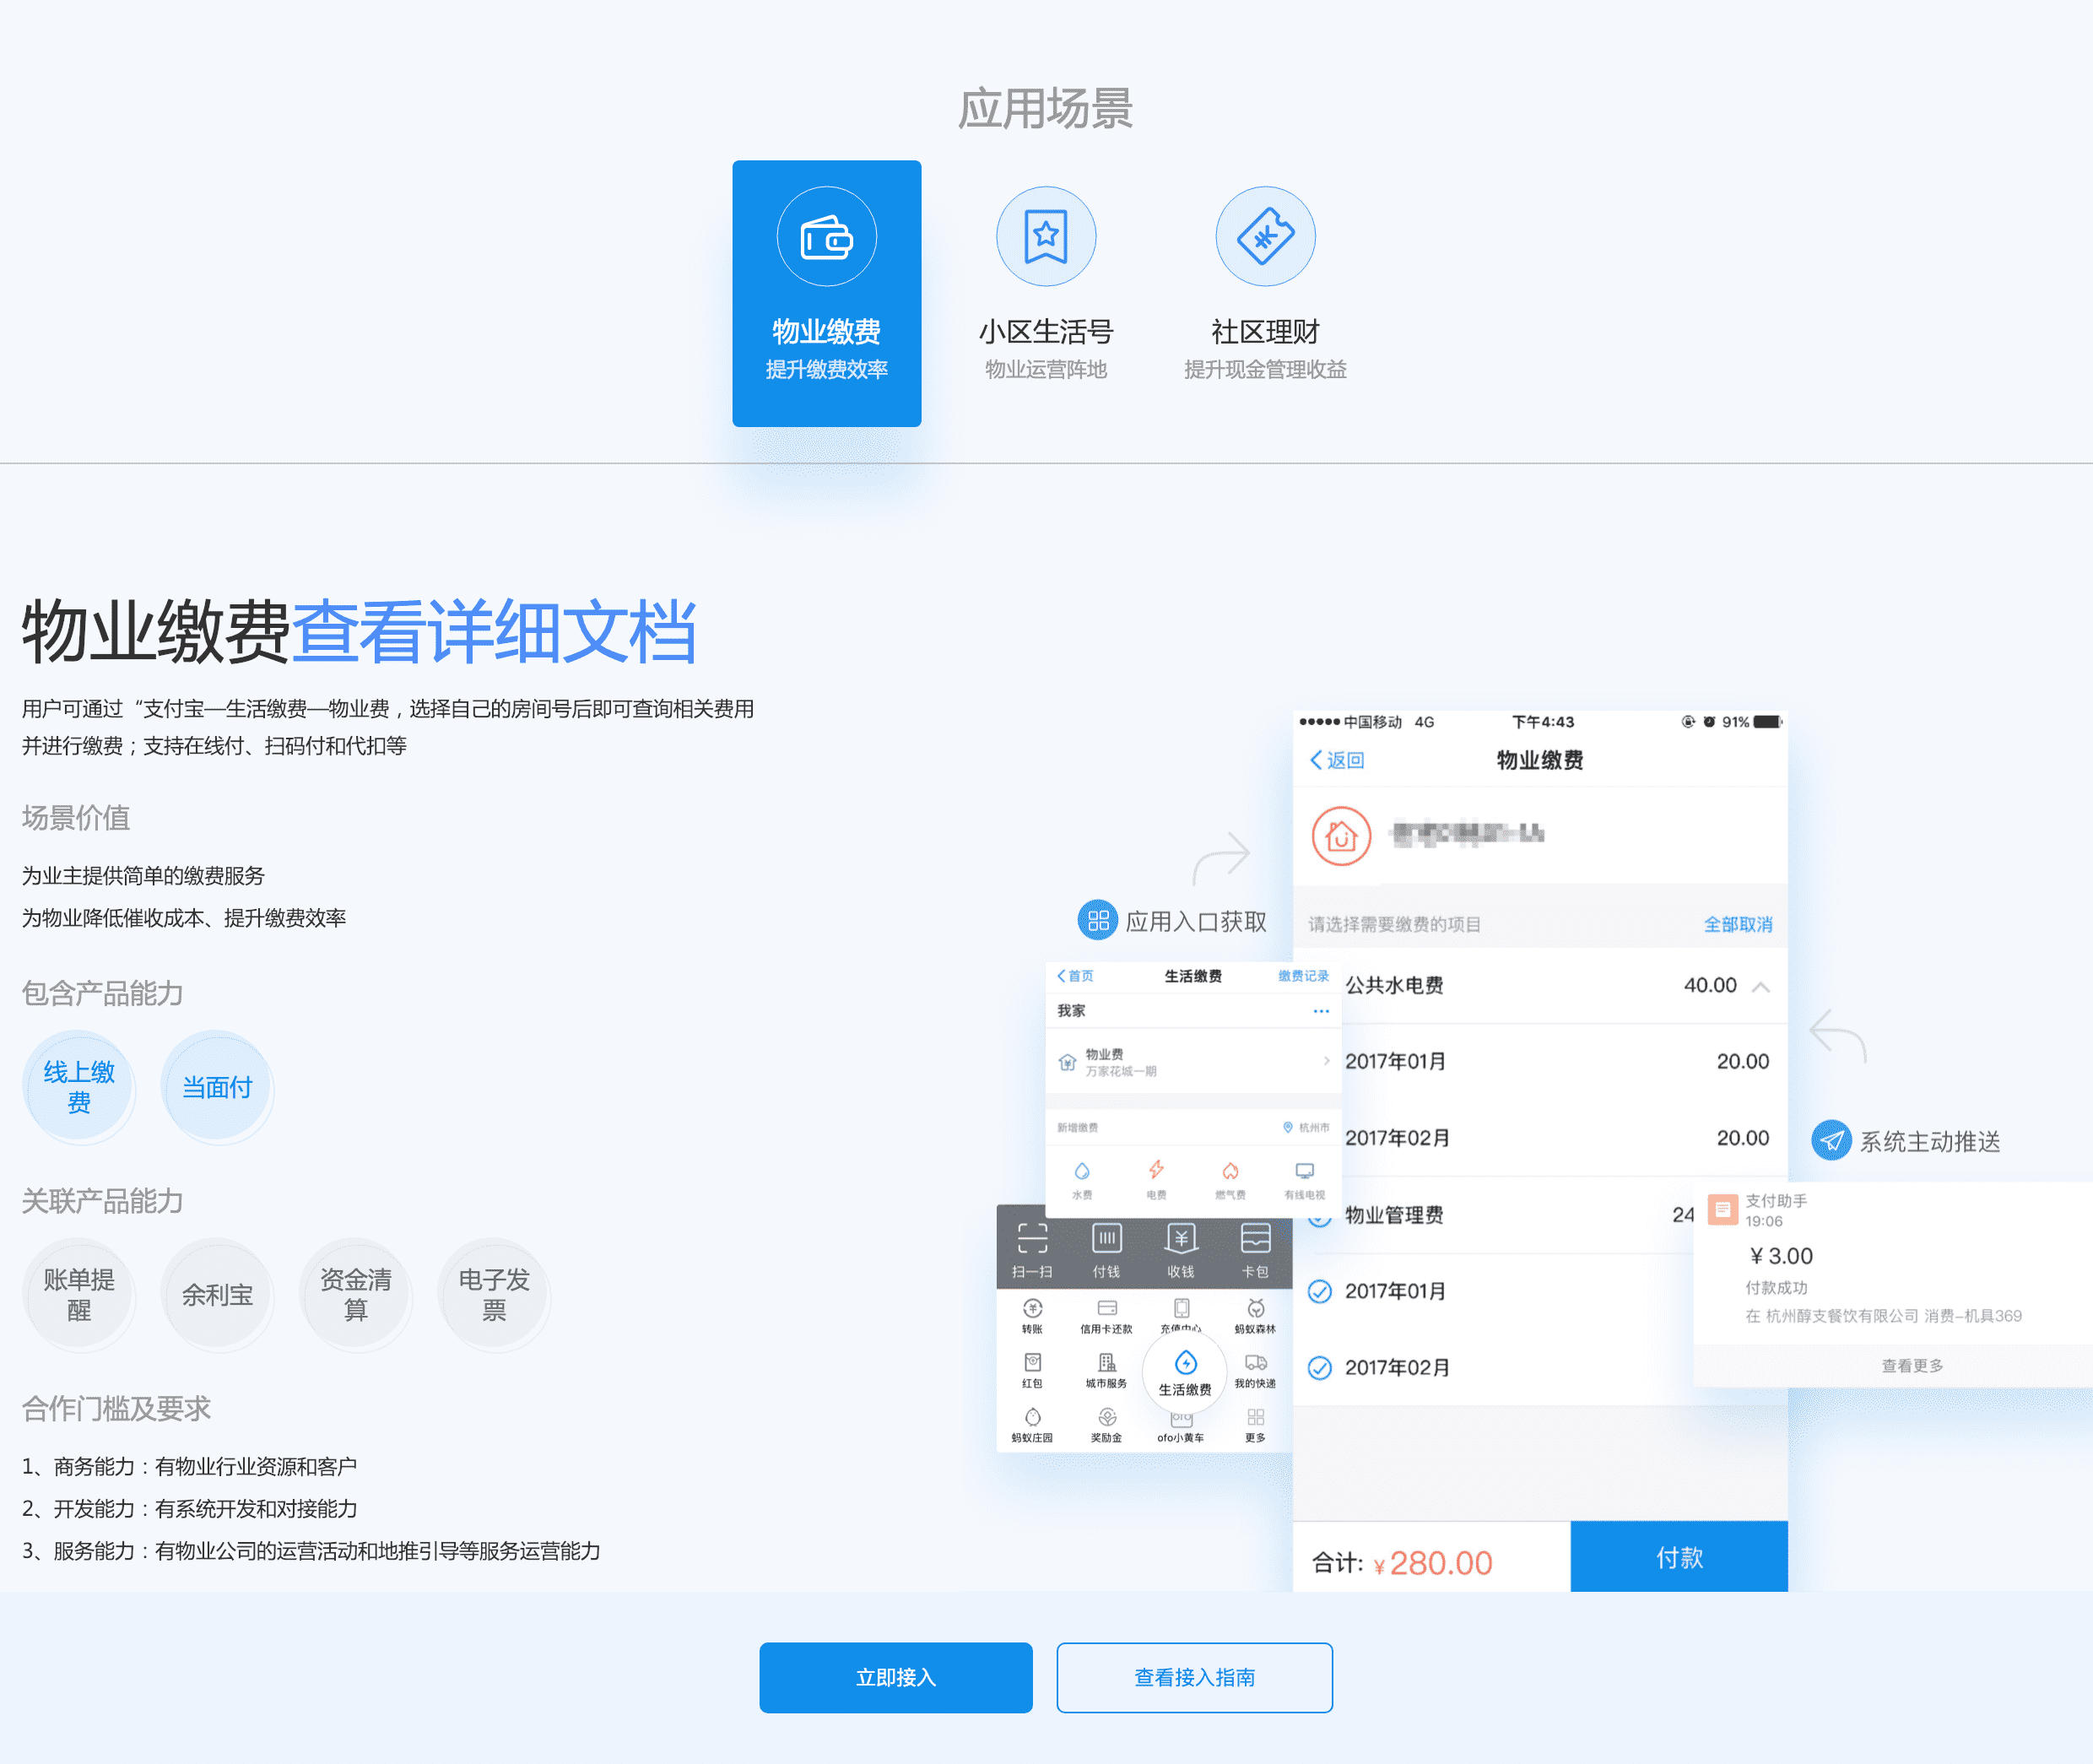 应用场景
物业缴费
提升缴费效率
小区生活号
物业运营阵地
社区理财
提升现金管理收益
物业缴费查看详细文档
用户可通过“支付宝—生活缴费—物业费，选择自己的房间号后即可查询相关费用
并进行缴费；支持在线付、扫码付和代扣等
场景价值
为业主提供简单的缴费服务
为物业降低催收成本、提升缴费效率
包含产品能力
线上缴
费
当面付
关联产品能力
账单提
醒
余利宝
资金清
算
电子发
票
合作门槛及要求
1、商务能力：有物业行业资源和客户
2、开发能力：有系统开发和对接能力
3、服务能力：有物业公司的运营活动和地推引导等服务运营能力
应用入口获取
首页 生活缴费 缴费记录
我家
物业费
万家花城一期
新增缴费 杭州市
水费 电费 燃气费 有线电视
扫一扫 付钱 收钱 卡包
转账 信用卡还款 充值中心 蚂蚁森林
红包 城市服务 生活缴费 我的快递
蚂蚁庄园 奖励金 ofo小黄车 更多
中国移动 4G 下午4:43 91%
返回 物业缴费
请选择需要缴费的项目 全部取消
公共水电费 40.00
2017年01月 20.00
2017年02月 20.00
物业管理费 24
2017年01月
2017年02月
合计: ¥280.00 付款
系统主动推送
支付助手
19:06
¥3.00
付款成功
在 杭州醇支餐饮有限公司 消费-机具369
查看更多
立即接入
查看接入指南